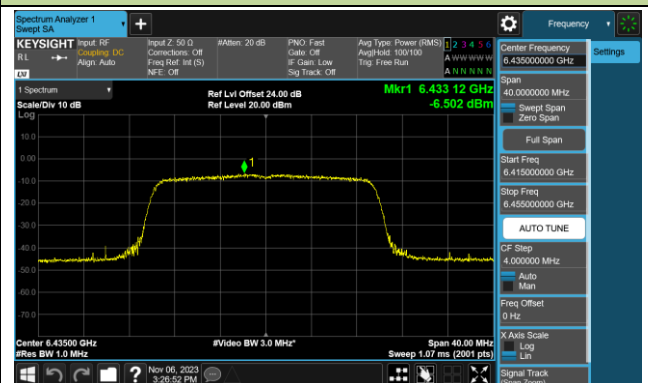 Spectrum Analyzer 1
Swept SA
Frequency
KEYSIGHT
Input: RF
Coupling: DC
Align: Auto
Input Z: 50 Ω
Corrections: Off
Freq Ref: Int (S)
NFE: Off
#Atten: 20 dB
PNO: Fast
Gate: Off
IF Gain: Low
Sig Track: Off
Avg Type: Power (RMS)
Avg|Hold: 100/100
Trig: Free Run
1 2 3 4 5 6
A W W W W W
A N N N N N
RL
LXI
1 Spectrum
Scale/Div 10 dB
Log
Ref Lvl Offset 24.00 dB
Ref Level 20.00 dBm
Mkr1 6.433 12 GHz
-6.502 dBm
10.0
0.00
-10.0
-20.0
-30.0
-40.0
-50.0
-60.0
-70.0
1
Center 6.43500 GHz
#Res BW 1.0 MHz
#Video BW 3.0 MHz*
Span 40.00 MHz
Sweep 1.07 ms (2001 pts)
Nov 06, 2023
3:26:52 PM
Center Frequency
6.435000000 GHz
Settings
Span
40.0000000 MHz
Swept Span
Zero Span
Full Span
Start Freq
6.415000000 GHz
Stop Freq
6.455000000 GHz
AUTO TUNE
CF Step
4.000000 MHz
Auto
Man
Freq Offset
0 Hz
X Axis Scale
Log
Lin
Signal Track
(Span Zoom)